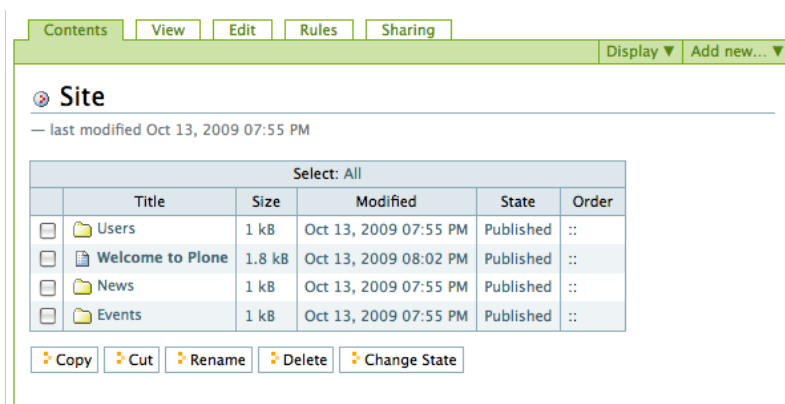 Contents View Edit Rules Sharing
Display ▼ Add new... ▼
Site
— last modified Oct 13, 2009 07:55 PM
Select: All
Title Size Modified State Order
Users 1 kB Oct 13, 2009 07:55 PM Published ::
Welcome to Plone 1.8 kB Oct 13, 2009 08:02 PM Published ::
News 1 kB Oct 13, 2009 07:55 PM Published ::
Events 1 kB Oct 13, 2009 07:55 PM Published ::
Copy Cut Rename Delete Change State